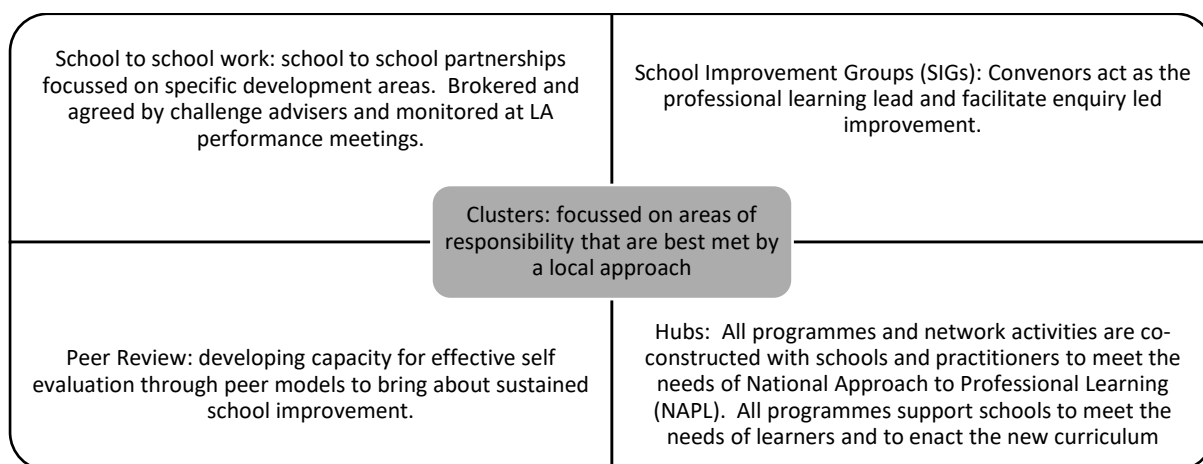 School to school work: school to school partnerships
focussed on specific development areas.  Brokered and
agreed by challenge advisers and monitored at LA
performance meetings.
School Improvement Groups (SIGs): Convenors act as the
professional learning lead and facilitate enquiry led
improvement.
Clusters: focussed on areas of
responsibility that are best met by
a local approach
Peer Review: developing capacity for effective self
evaluation through peer models to bring about sustained
school improvement.
Hubs:  All programmes and network activities are co-
constructed with schools and practitioners to meet the
needs of National Approach to Professional Learning
(NAPL).  All programmes support schools to meet the
needs of learners and to enact the new curriculum